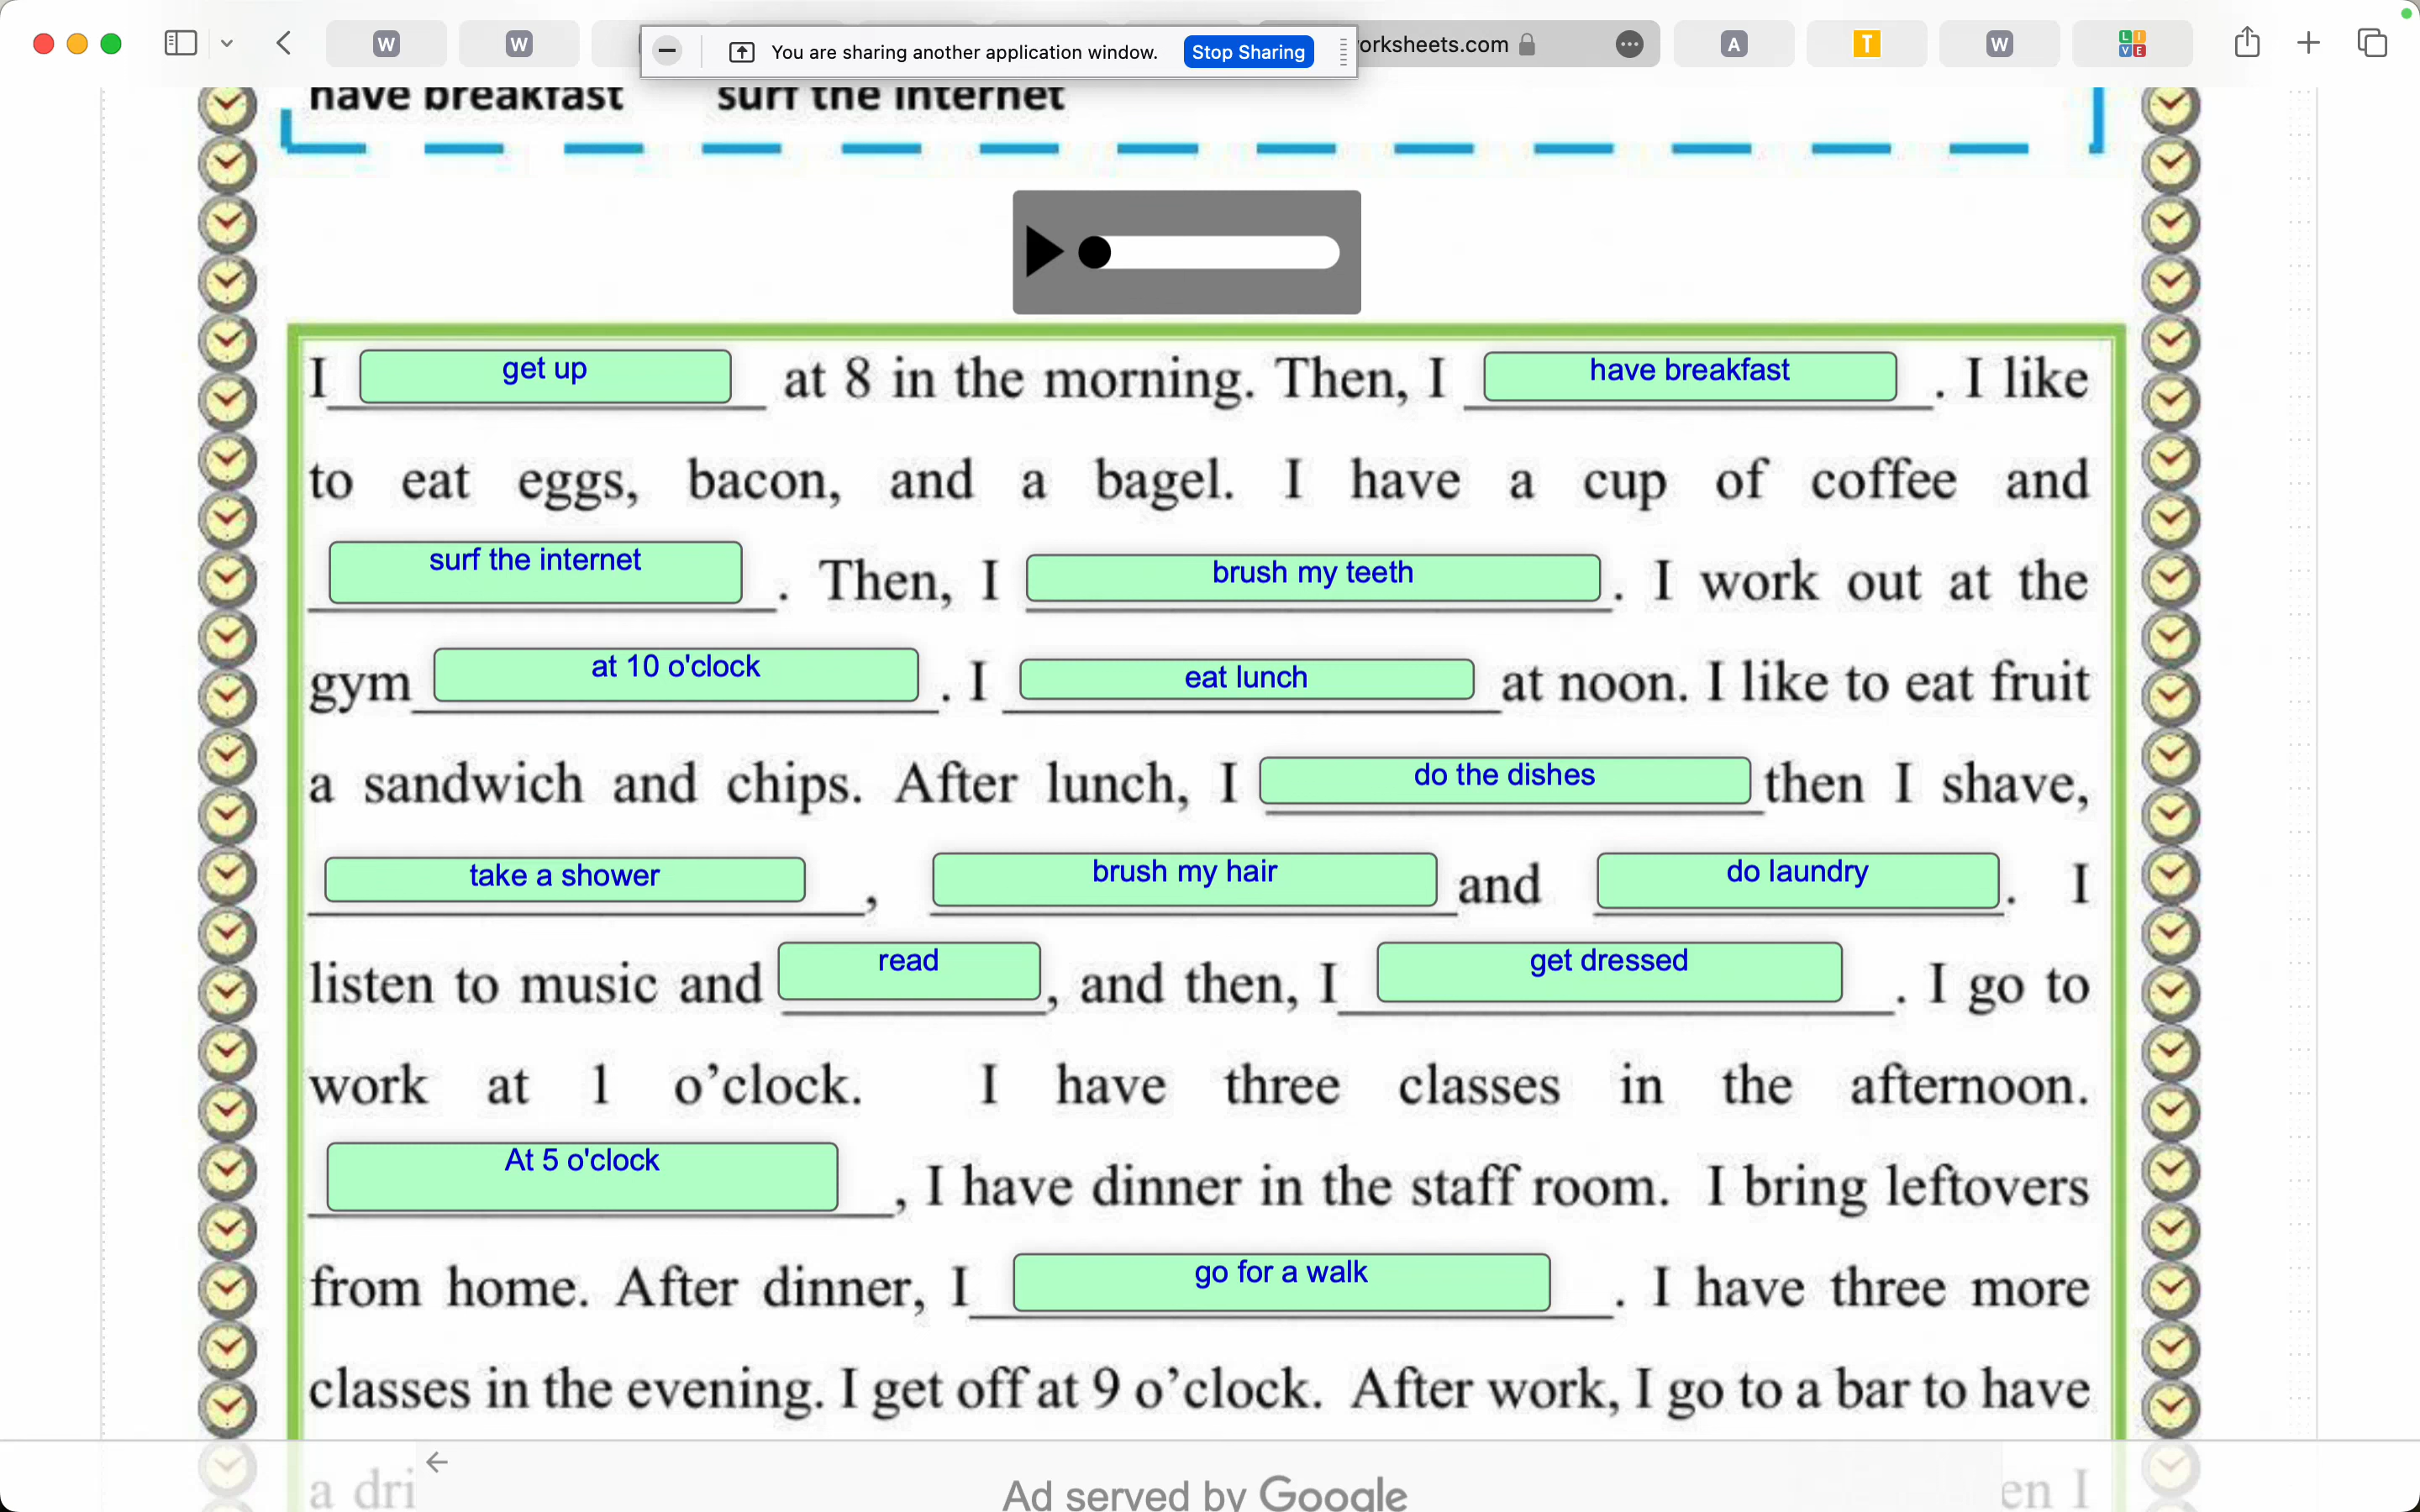 W W You are sharing another application window. Stop Sharing orksheets.com A T W L I V E
have breakfast surf the internet
I get up at 8 in the morning. Then, I have breakfast . I like
to eat eggs, bacon, and a bagel. I have a cup of coffee and
surf the internet . Then, I brush my teeth . I work out at the
gym at 10 o'clock . I eat lunch at noon. I like to eat fruit
a sandwich and chips. After lunch, I do the dishes then I shave,
take a shower , brush my hair and do laundry . I
listen to music and read , and then, I get dressed . I go to
work at 1 o’clock. I have three classes in the afternoon.
At 5 o'clock , I have dinner in the staff room. I bring leftovers
from home. After dinner, I go for a walk . I have three more
classes in the evening. I get off at 9 o’clock. After work, I go to a bar to have
a dri en I
Ad served by Google